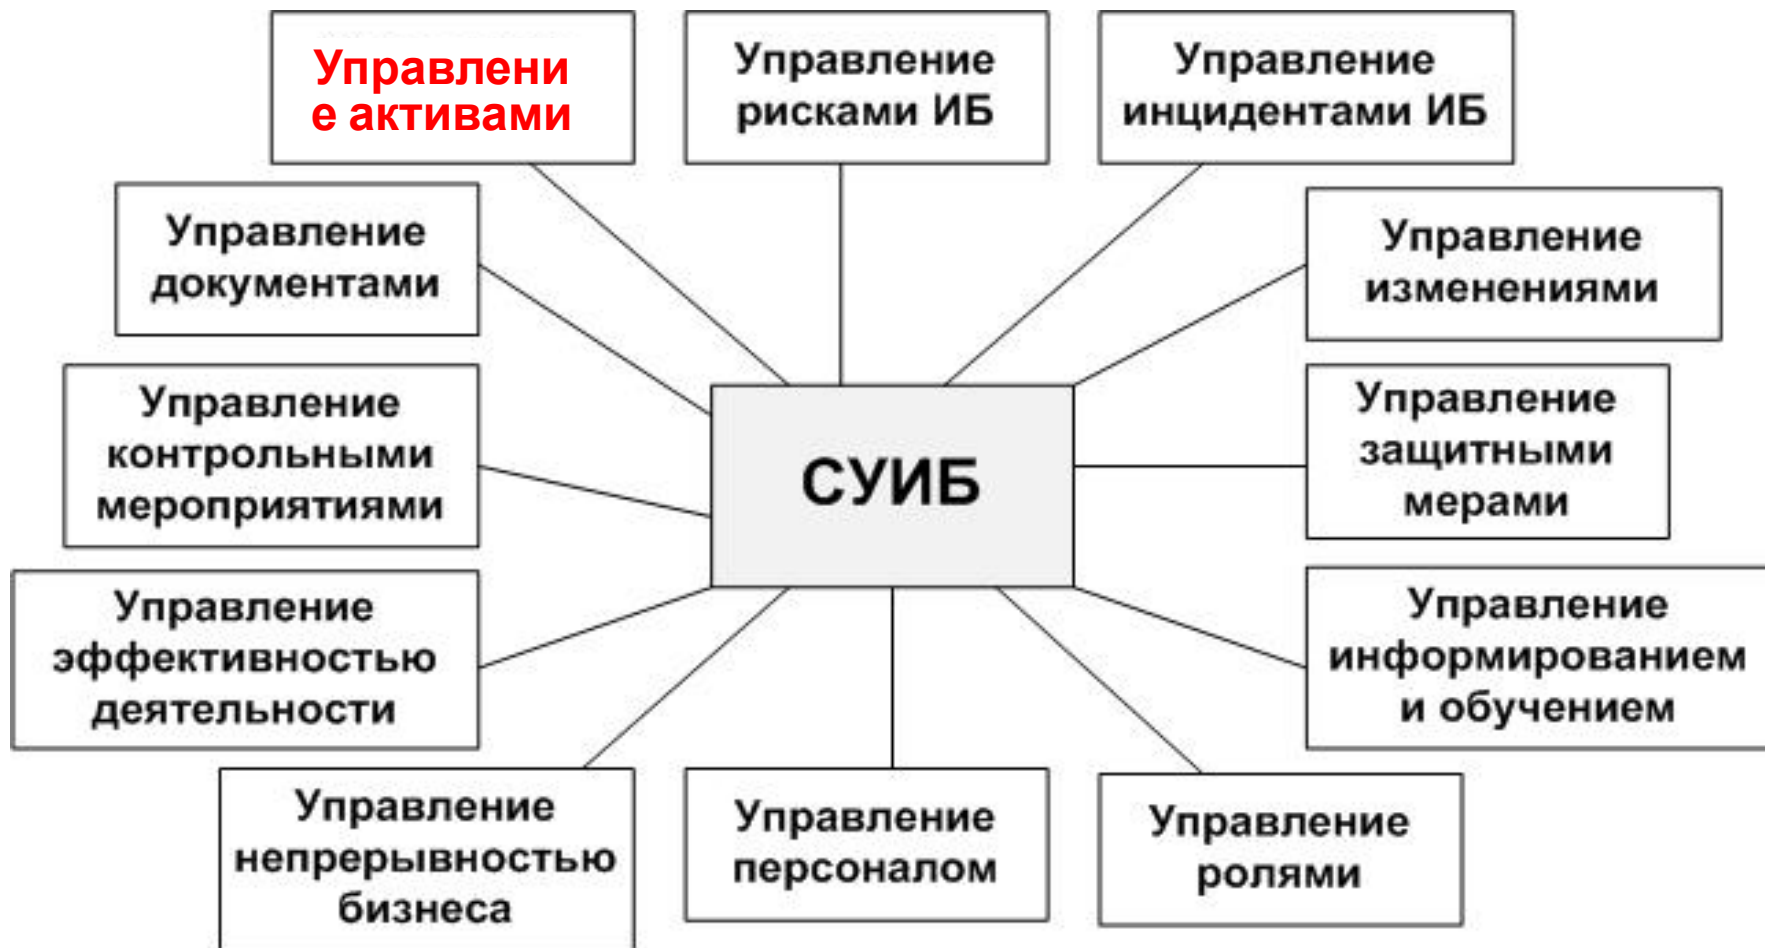 Управлени
е активами
Управление
рисками ИБ
Управление
инцидентами ИБ
Управление
документами
Управление
изменениями
Управление
контрольными
мероприятиями
СУИБ
Управление
защитными
мерами
Управление
эффективностью
деятельности
Управление
информированием
и обучением
Управление
непрерывностью
бизнеса
Управление
персоналом
Управление
ролями